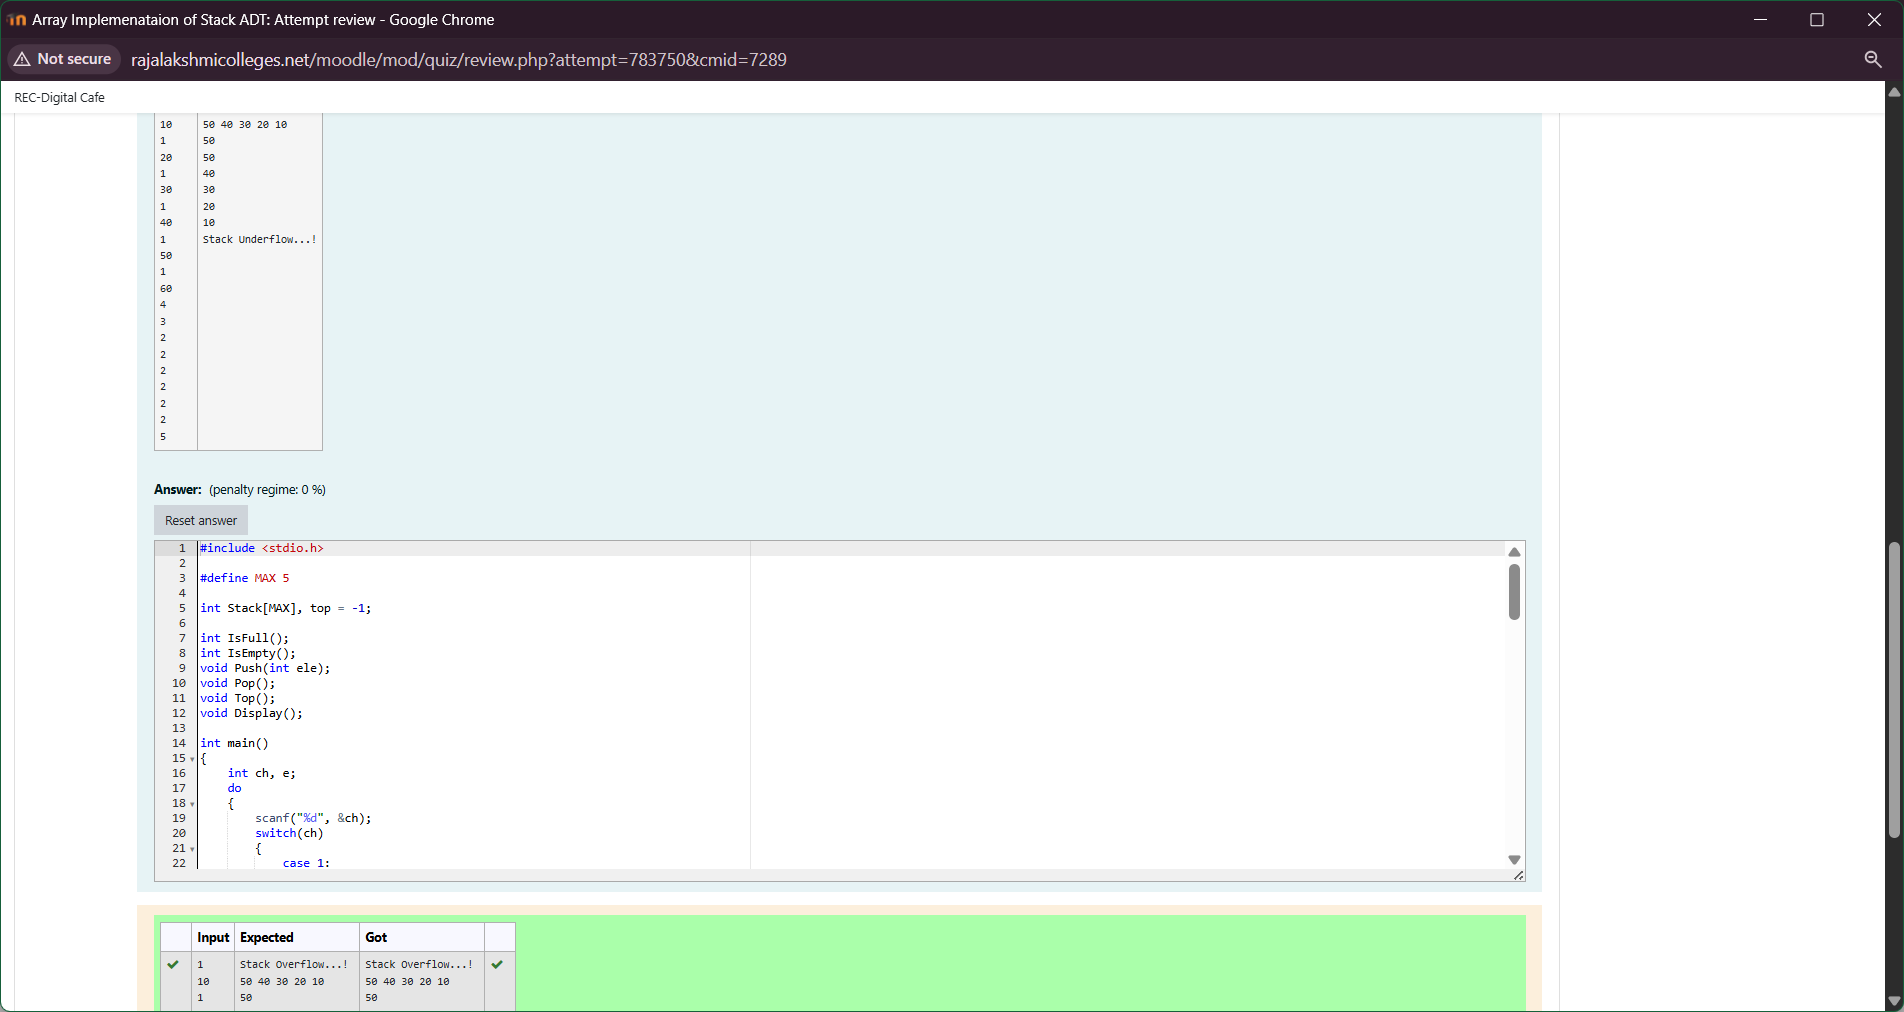 Array Implemenataion of Stack ADT: Attempt review - Google Chrome
Not secure rajalakshmicolleges.net/moodle/mod/quiz/review.php?attempt=783750&cmid=7289
REC-Digital Cafe
10 50 40 30 20 10
1 50
20 50
1 40
30 30
1 20
40 10
1 Stack Underflow...!
50
1
60
4
3
2
2
2
2
2
2
5
Answer: (penalty regime: 0 %)
Reset answer
1 #include <stdio.h>
2
3 #define MAX 5
4
5 int Stack[MAX], top = -1;
6
7 int IsFull();
8 int IsEmpty();
9 void Push(int ele);
10 void Pop();
11 void Top();
12 void Display();
13
14 int main()
15 {
16 int ch, e;
17 do
18 {
19 scanf("%d", &ch);
20 switch(ch)
21 {
22 case 1:
Input Expected Got
1 Stack Overflow...! Stack Overflow...!
10 50 40 30 20 10 50 40 30 20 10
1 50 50